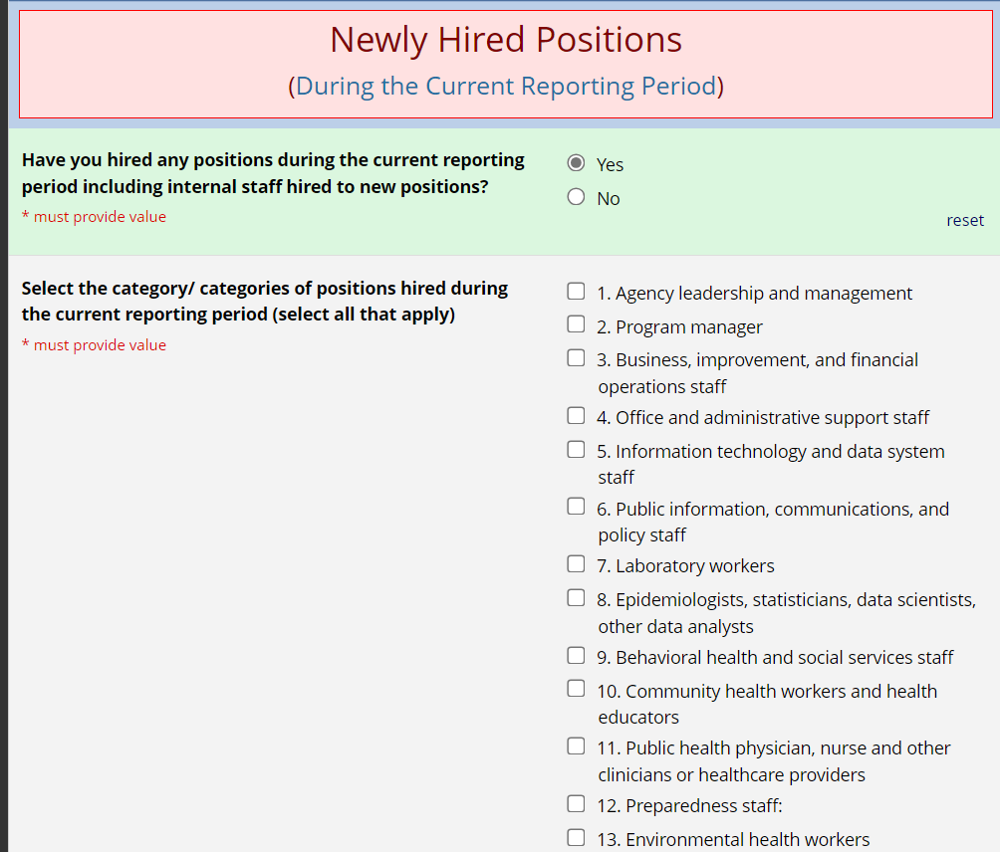 Newly Hired Positions
(During the Current Reporting Period)
Have you hired any positions during the current reporting
period including internal staff hired to new positions?
* must provide value
Yes
No
reset
Select the category/ categories of positions hired during
the current reporting period (select all that apply)
* must provide value
1. Agency leadership and management
2. Program manager
3. Business, improvement, and financial
operations staff
4. Office and administrative support staff
5. Information technology and data system
staff
6. Public information, communications, and
policy staff
7. Laboratory workers
8. Epidemiologists, statisticians, data scientists,
other data analysts
9. Behavioral health and social services staff
10. Community health workers and health
educators
11. Public health physician, nurse and other
clinicians or healthcare providers
12. Preparedness staff:
13. Environmental health workers